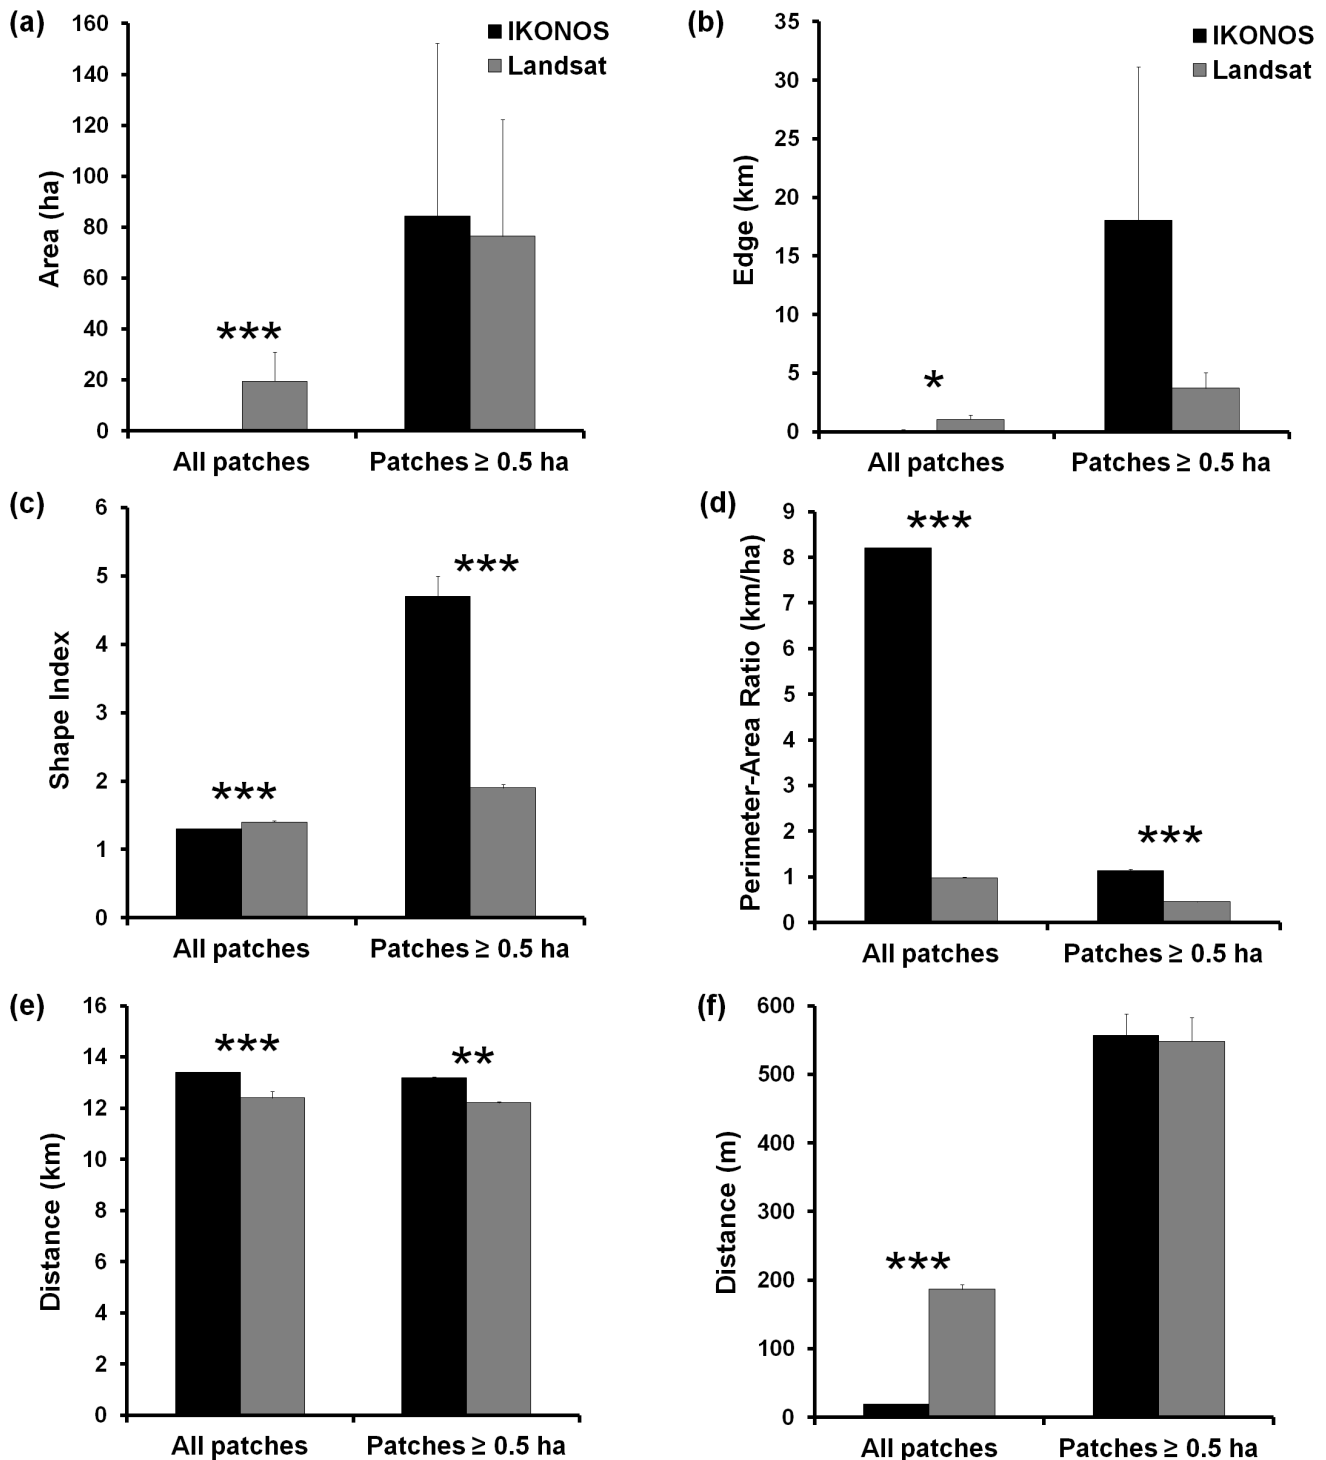 (a)
160
140
120
100
80
60
40
20
0
Area (ha)
IKONOS
Landsat
***
All patches
Patches ≥ 0.5 ha
(b)
35
30
25
20
15
10
5
0
Edge (km)
IKONOS
Landsat
*
All patches
Patches ≥ 0.5 ha
(c)
6
5
4
3
2
1
0
Shape Index
***
***
All patches
Patches ≥ 0.5 ha
(d)
9
8
7
6
5
4
3
2
1
0
Perimeter-Area Ratio (km/ha)
***
***
All patches
Patches ≥ 0.5 ha
(e)
16
14
12
10
8
6
4
2
0
Distance (km)
***
**
All patches
Patches ≥ 0.5 ha
(f)
600
500
400
300
200
100
0
Distance (m)
***
All patches
Patches ≥ 0.5 ha